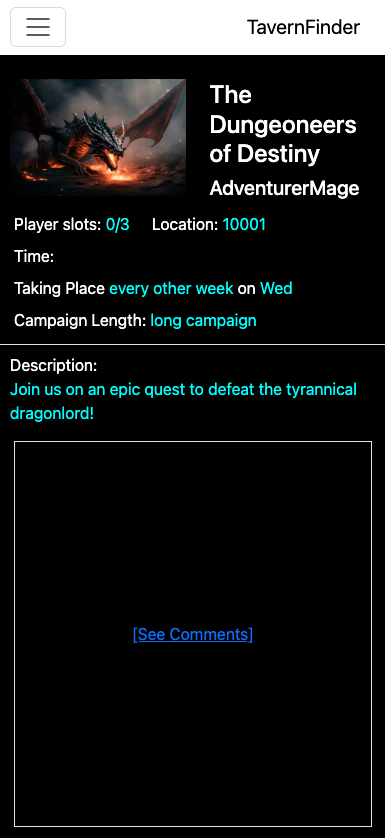 TavernFinder
The
Dungeoneers
of Destiny
AdventurerMage
Player slots: 0/3 Location: 10001
Time:
Taking Place every other week on Wed
Campaign Length: long campaign
Description:
Join us on an epic quest to defeat the tyrannical
dragonlord!
[See Comments]